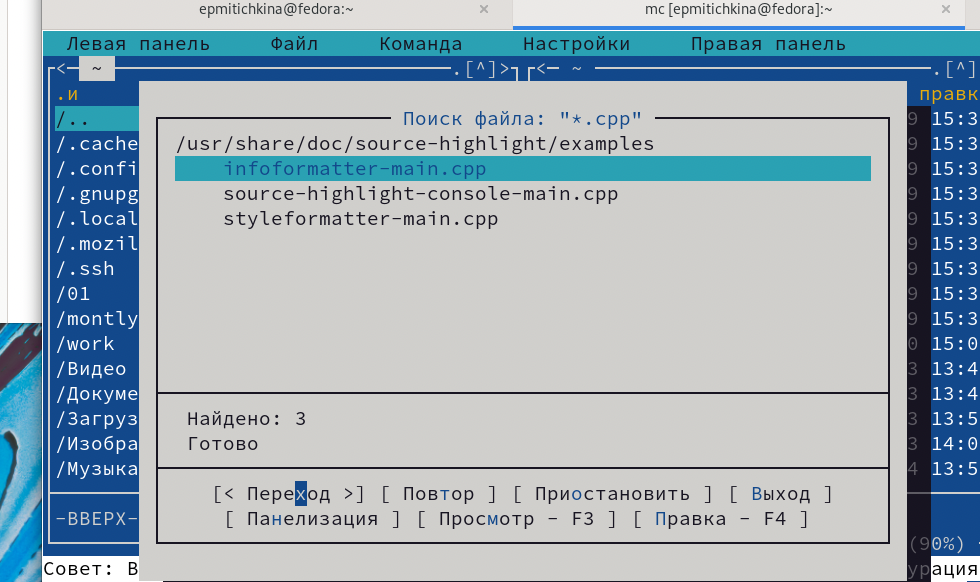 epmitichkina@fedora:~ × mc [epmitichkina@fedora]:~ ×
Левая панель Файл Команда Настройки Правая панель
<─ ~ .[^]> <─ ~ .[^]
.и правк
/.. 9 15:3
Поиск файла: "*.cpp"
/.cache /usr/share/doc/source-highlight/examples 9 15:3
/.confi infoformatter-main.cpp 9 15:3
/.gnupg source-highlight-console-main.cpp 9 15:3
/.local styleformatter-main.cpp 9 15:3
/.mozil 9 15:3
/.ssh 9 15:3
/01 9 15:3
/montly 9 15:3
/work 0 15:0
/Видео 3 13:4
/Докуме 3 13:4
/Загруз Найдено: 3 3 13:5
/Изобра Готово 3 14:0
/Музыка 4 13:5
[< Переход >] [ Повтор ] [ Приостановить ] [ Выход ]
-ВВЕРХ- [ Панелизация ] [ Просмотр - F3 ] [ Правка - F4 ]
(90%)
Совет: В урация